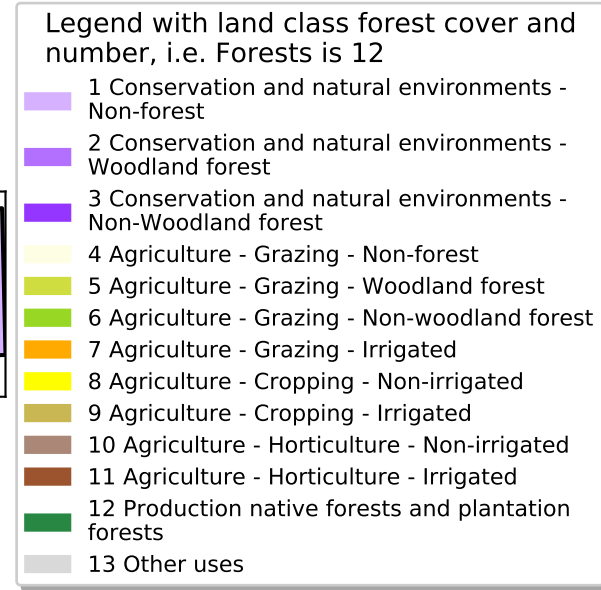 Legend with land class forest cover and
number, i.e. Forests is 12
1 Conservation and natural environments -
Non-forest
2 Conservation and natural environments -
Woodland forest
3 Conservation and natural environments -
Non-Woodland forest
4 Agriculture - Grazing - Non-forest
5 Agriculture - Grazing - Woodland forest
6 Agriculture - Grazing - Non-woodland forest
7 Agriculture - Grazing - Irrigated
8 Agriculture - Cropping - Non-irrigated
9 Agriculture - Cropping - Irrigated
10 Agriculture - Horticulture - Non-irrigated
11 Agriculture - Horticulture - Irrigated
12 Production native forests and plantation
forests
13 Other uses